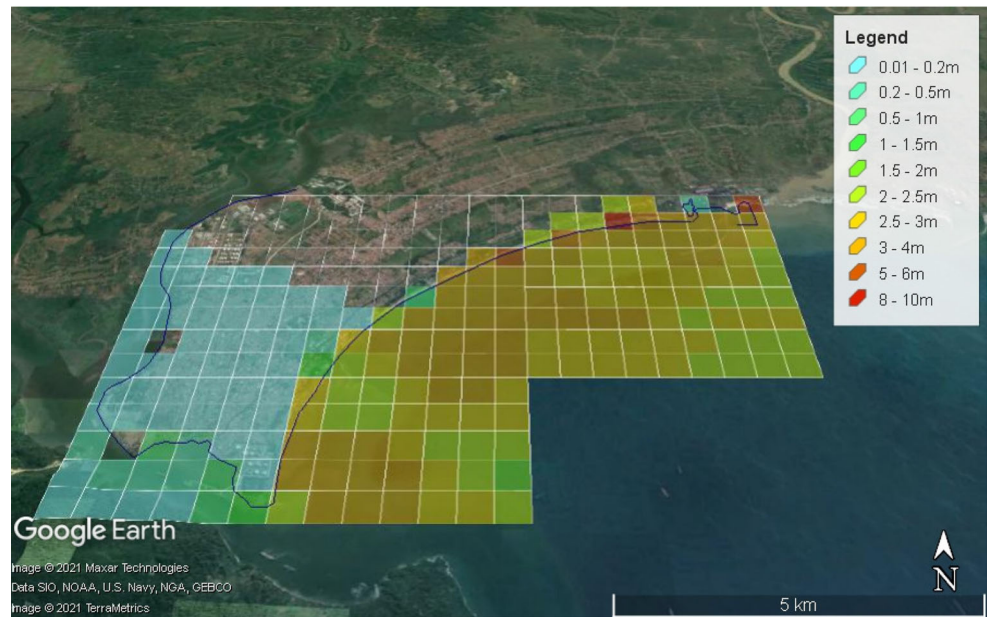 Legend
0.01 - 0.2m
0.2 - 0.5m
0.5 - 1m
1 - 1.5m
1.5 - 2m
2 - 2.5m
2.5 - 3m
3 - 4m
5 - 6m
8 - 10m
Google Earth
Image © 2021 Maxar Technologies
Data SIO, NOAA, U.S. Navy, NGA, GEBCO
Image © 2021 TerraMetrics
N
5 km